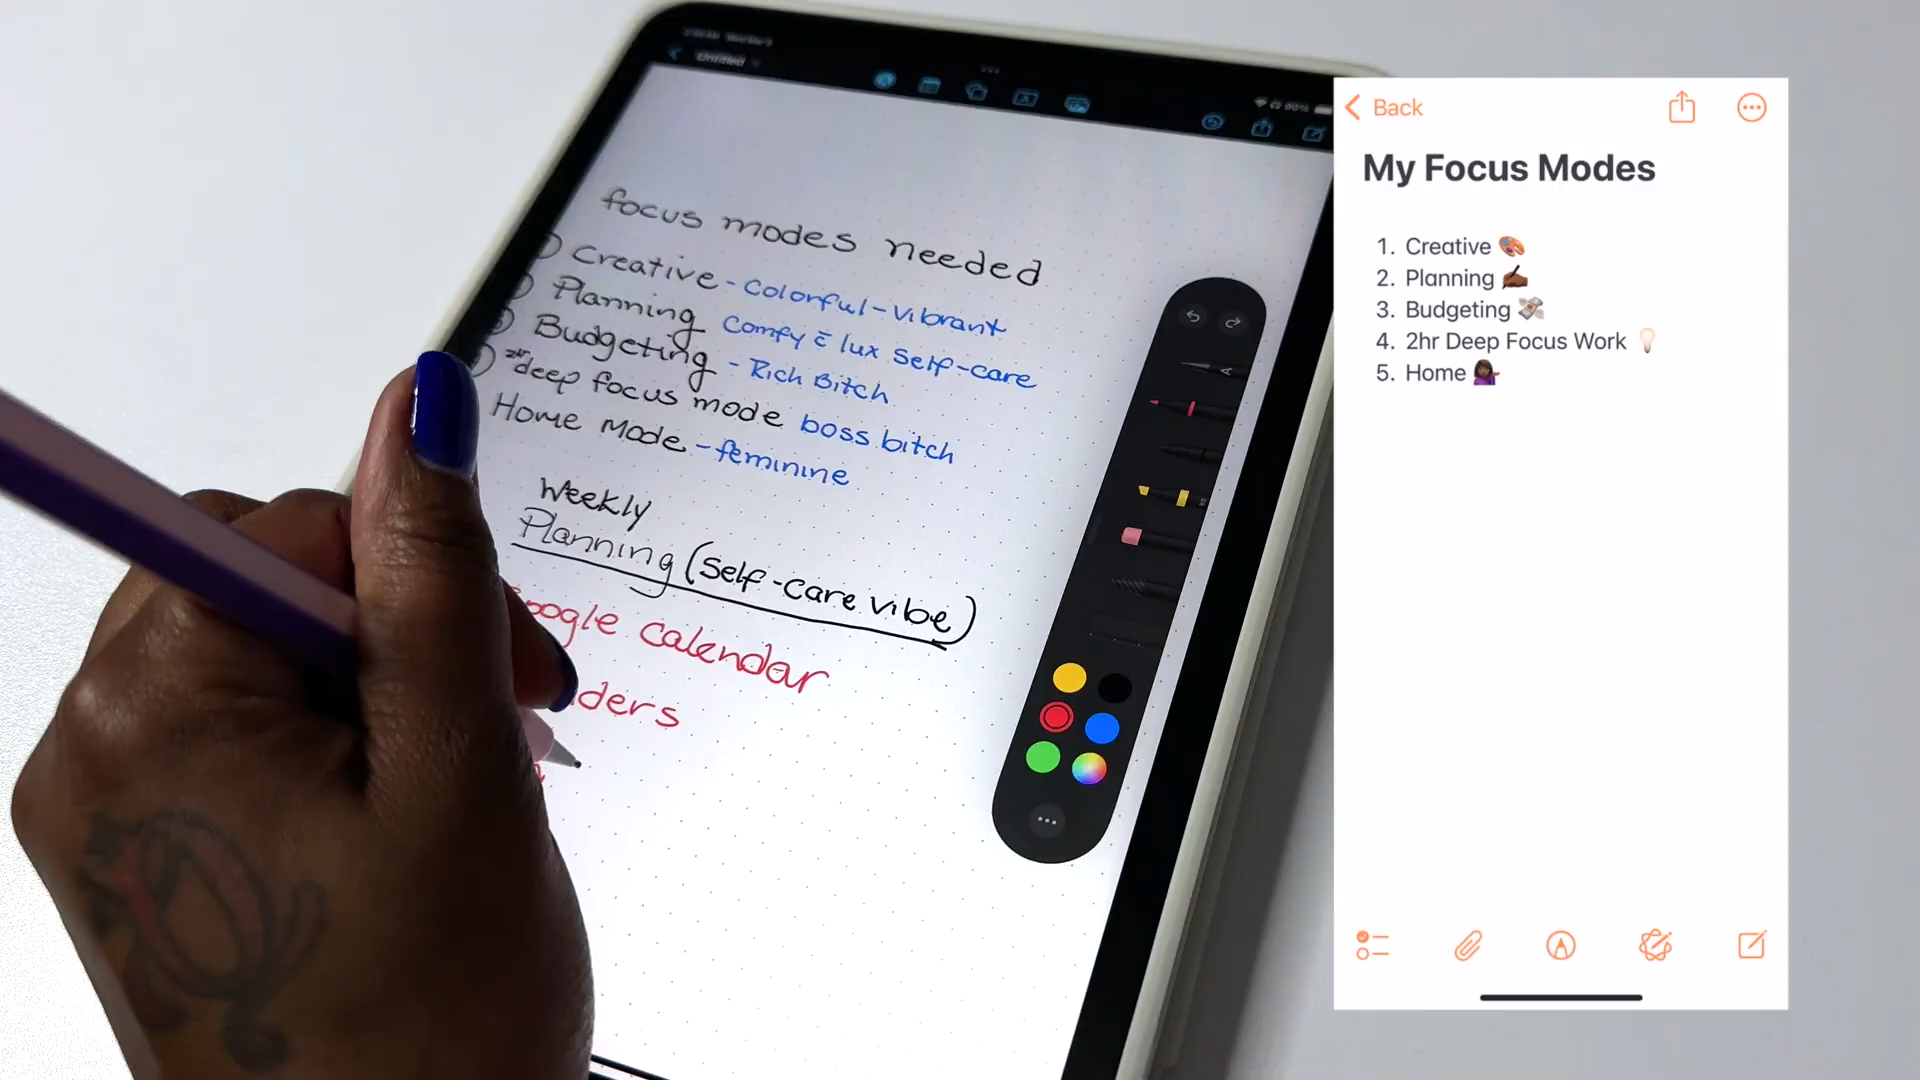 Untitled
focus modes needed
Creative - Colorful - Vibrant
Planning Comfy c̄ lux Self-care
Budgeting - Rich Bitch
2hr deep focus mode boss bitch
Home Mode - feminine
Weekly
Planning (Self-Care vibe)
oogle calendar
ders
Back
My Focus Modes
1. Creative 🎨
2. Planning ✍🏾
3. Budgeting 💸
4. 2hr Deep Focus Work 💡
5. Home 💁🏾‍♀️